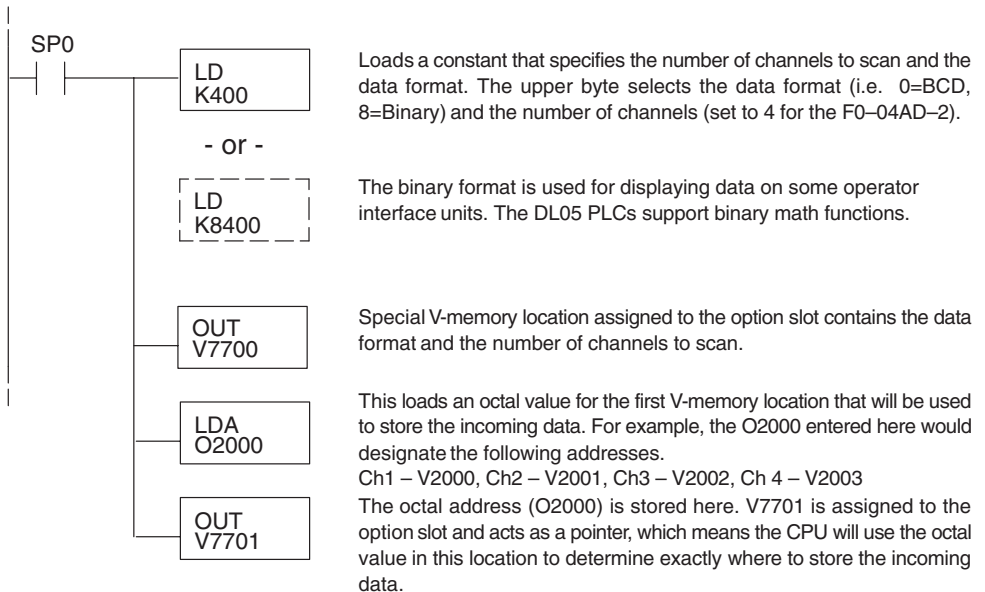 SP0
LD
K400
Loads a constant that specifies the number of channels to scan and the
data format. The upper byte selects the data format (i.e. 0=BCD,
8=Binary) and the number of channels (set to 4 for the F0–04AD–2).
- or -
LD
K8400
The binary format is used for displaying data on some operator
interface units. The DL05 PLCs support binary math functions.
OUT
V7700
Special V-memory location assigned to the option slot contains the data
format and the number of channels to scan.
LDA
O2000
This loads an octal value for the first V-memory location that will be used
to store the incoming data. For example, the O2000 entered here would
designate the following addresses.
Ch1 – V2000, Ch2 – V2001, Ch3 – V2002, Ch 4 – V2003
OUT
V7701
The octal address (O2000) is stored here. V7701 is assigned to the
option slot and acts as a pointer, which means the CPU will use the octal
value in this location to determine exactly where to store the incoming
data.